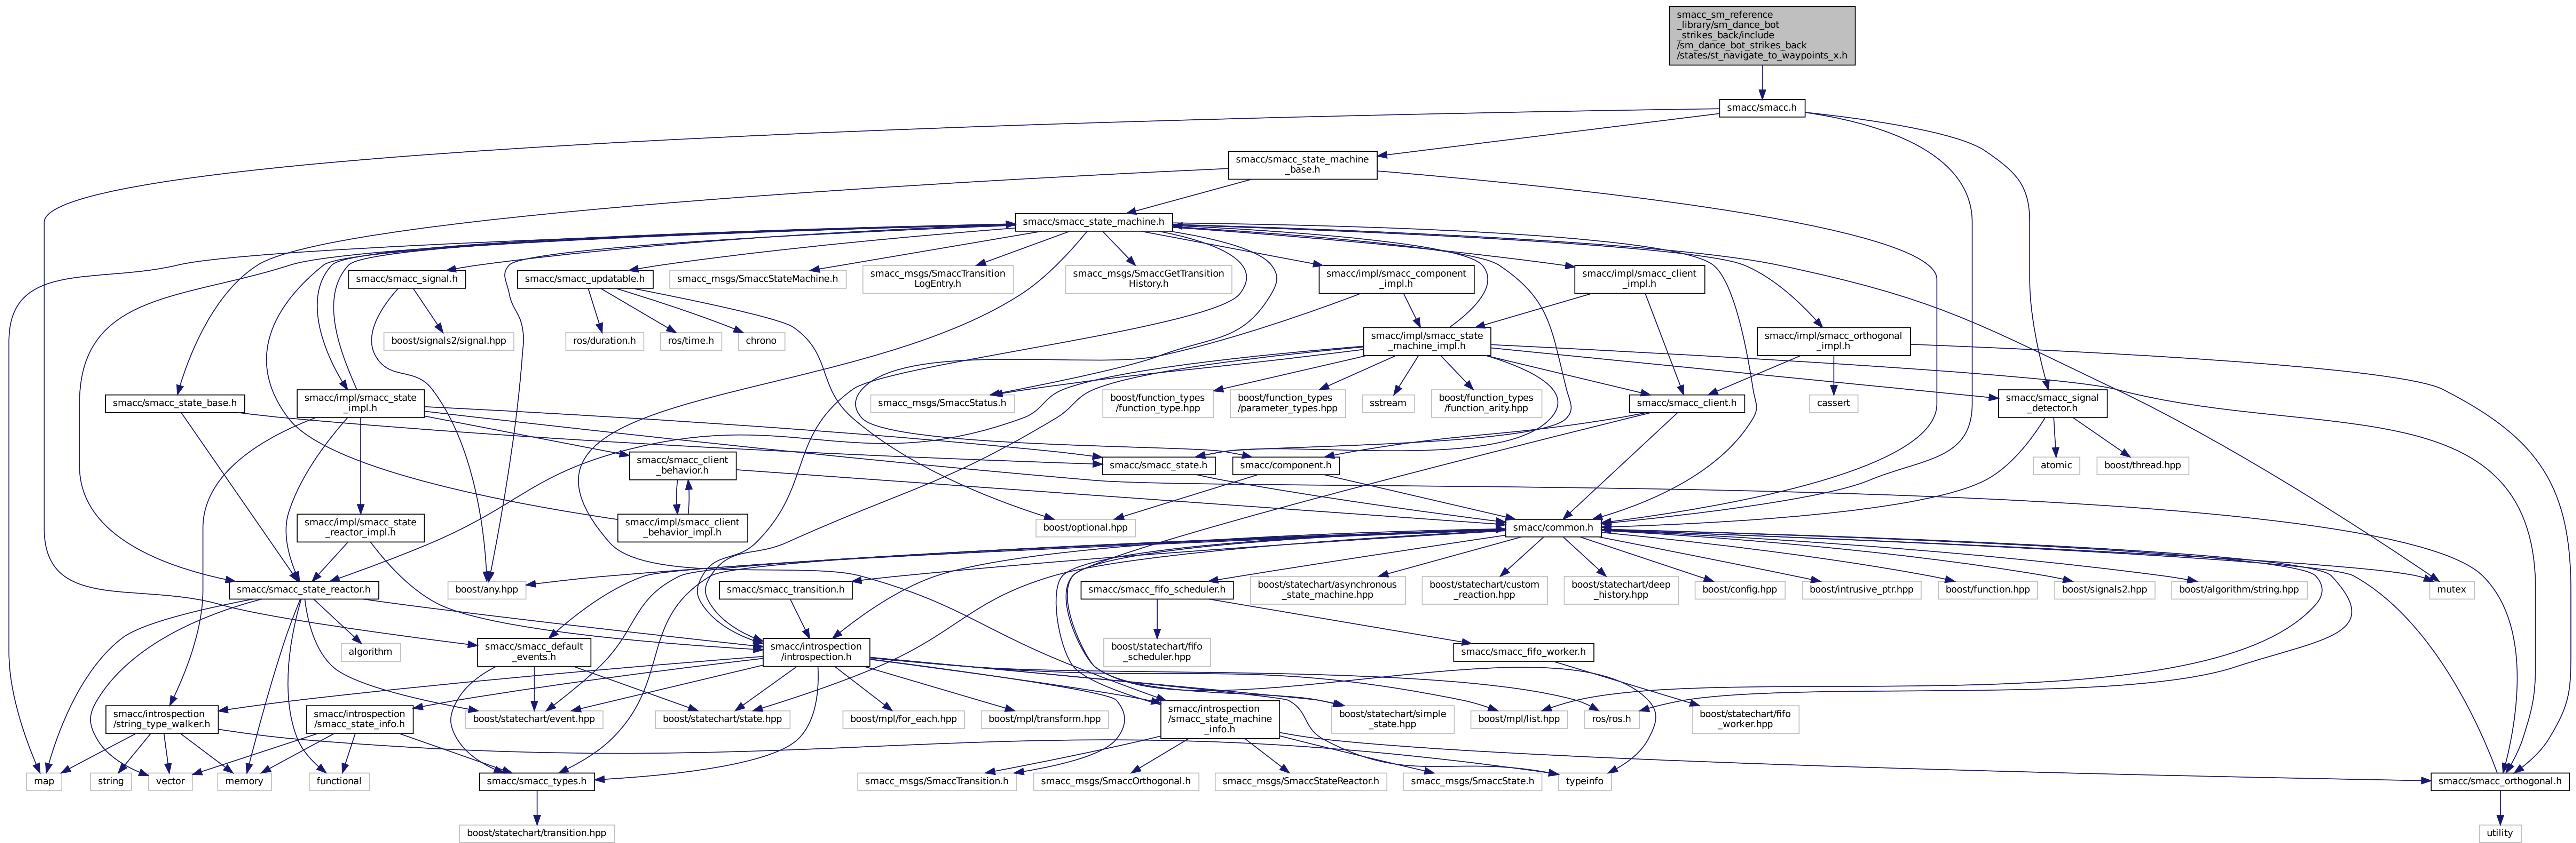 smacc_sm_reference
_library/sm_dance_bot
_strikes_back/include
/sm_dance_bot_strikes_back
/states/st_navigate_to_waypoints_x.h
smacc/smacc.h
smacc/smacc_state_machine
_base.h
smacc/smacc_state_machine.h
smacc/smacc_signal.h
smacc/smacc_updatable.h
smacc_msgs/SmaccStateMachine.h
smacc_msgs/SmaccTransition
LogEntry.h
smacc_msgs/SmaccGetTransition
History.h
smacc/impl/smacc_component
_impl.h
smacc/impl/smacc_client
_impl.h
boost/signals2/signal.hpp
ros/duration.h
ros/time.h
chrono
smacc/impl/smacc_state
_machine_impl.h
smacc/impl/smacc_orthogonal
_impl.h
smacc/smacc_state_base.h
smacc/impl/smacc_state
_impl.h
smacc_msgs/SmaccStatus.h
boost/function_types
/function_type.hpp
boost/function_types
/parameter_types.hpp
sstream
boost/function_types
/function_arity.hpp
smacc/smacc_client.h
cassert
smacc/smacc_signal
_detector.h
smacc/smacc_client
_behavior.h
smacc/smacc_state.h
smacc/component.h
atomic
boost/thread.hpp
smacc/impl/smacc_state
_reactor_impl.h
smacc/impl/smacc_client
_behavior_impl.h
boost/optional.hpp
smacc/common.h
smacc/smacc_state_reactor.h
boost/any.hpp
smacc/smacc_transition.h
smacc/smacc_fifo_scheduler.h
boost/statechart/asynchronous
_state_machine.hpp
boost/statechart/custom
_reaction.hpp
boost/statechart/deep
_history.hpp
boost/config.hpp
boost/intrusive_ptr.hpp
boost/function.hpp
boost/signals2.hpp
boost/algorithm/string.hpp
mutex
algorithm
smacc/smacc_default
_events.h
smacc/introspection
/introspection.h
boost/statechart/fifo
_scheduler.hpp
smacc/smacc_fifo_worker.h
smacc/introspection
/string_type_walker.h
smacc/introspection
/smacc_state_info.h
boost/statechart/event.hpp
boost/statechart/state.hpp
boost/mpl/for_each.hpp
boost/mpl/transform.hpp
smacc/introspection
/smacc_state_machine
_info.h
boost/statechart/simple
_state.hpp
boost/mpl/list.hpp
ros/ros.h
boost/statechart/fifo
_worker.hpp
map
string
vector
memory
functional
smacc/smacc_types.h
smacc_msgs/SmaccTransition.h
smacc_msgs/SmaccOrthogonal.h
smacc_msgs/SmaccStateReactor.h
smacc_msgs/SmaccState.h
typeinfo
smacc/smacc_orthogonal.h
boost/statechart/transition.hpp
utility